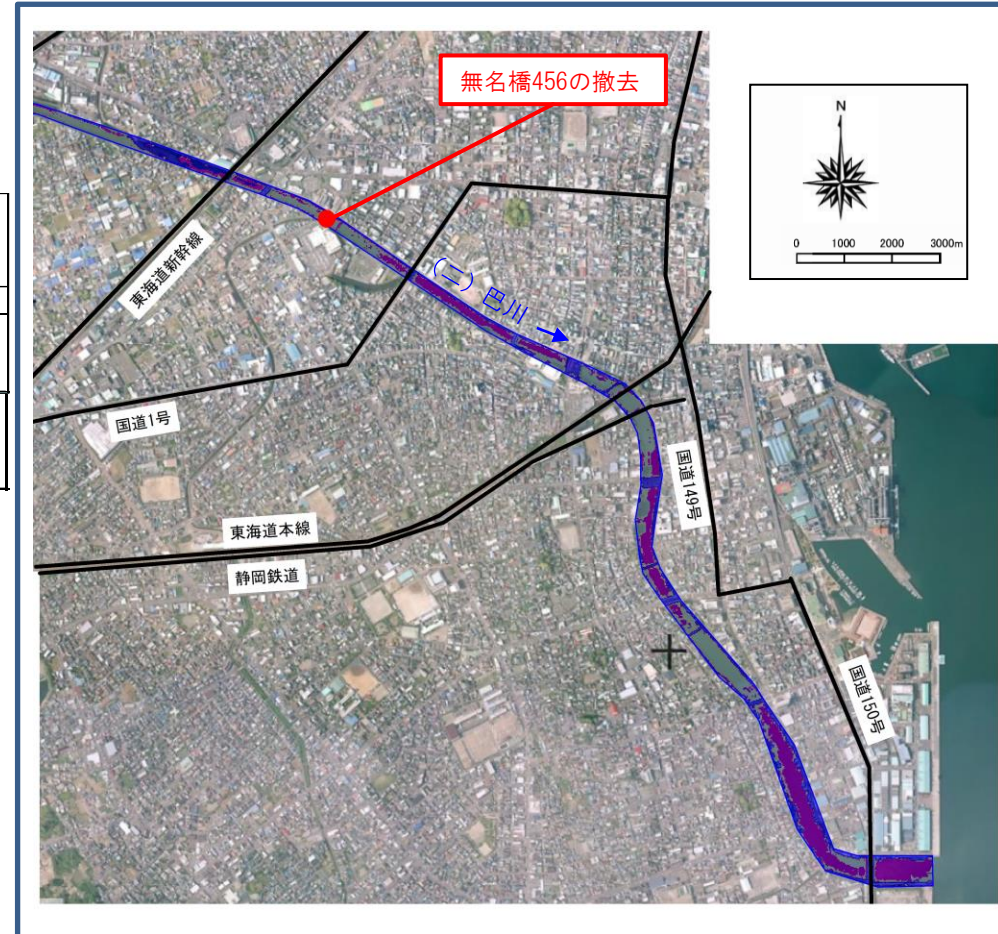 無名橋456の撤去
N
0 1000 2000 3000m
東海道新幹線
(二) 巴川
国道1号
国道149号
東海道本線
静岡鉄道
国道150号